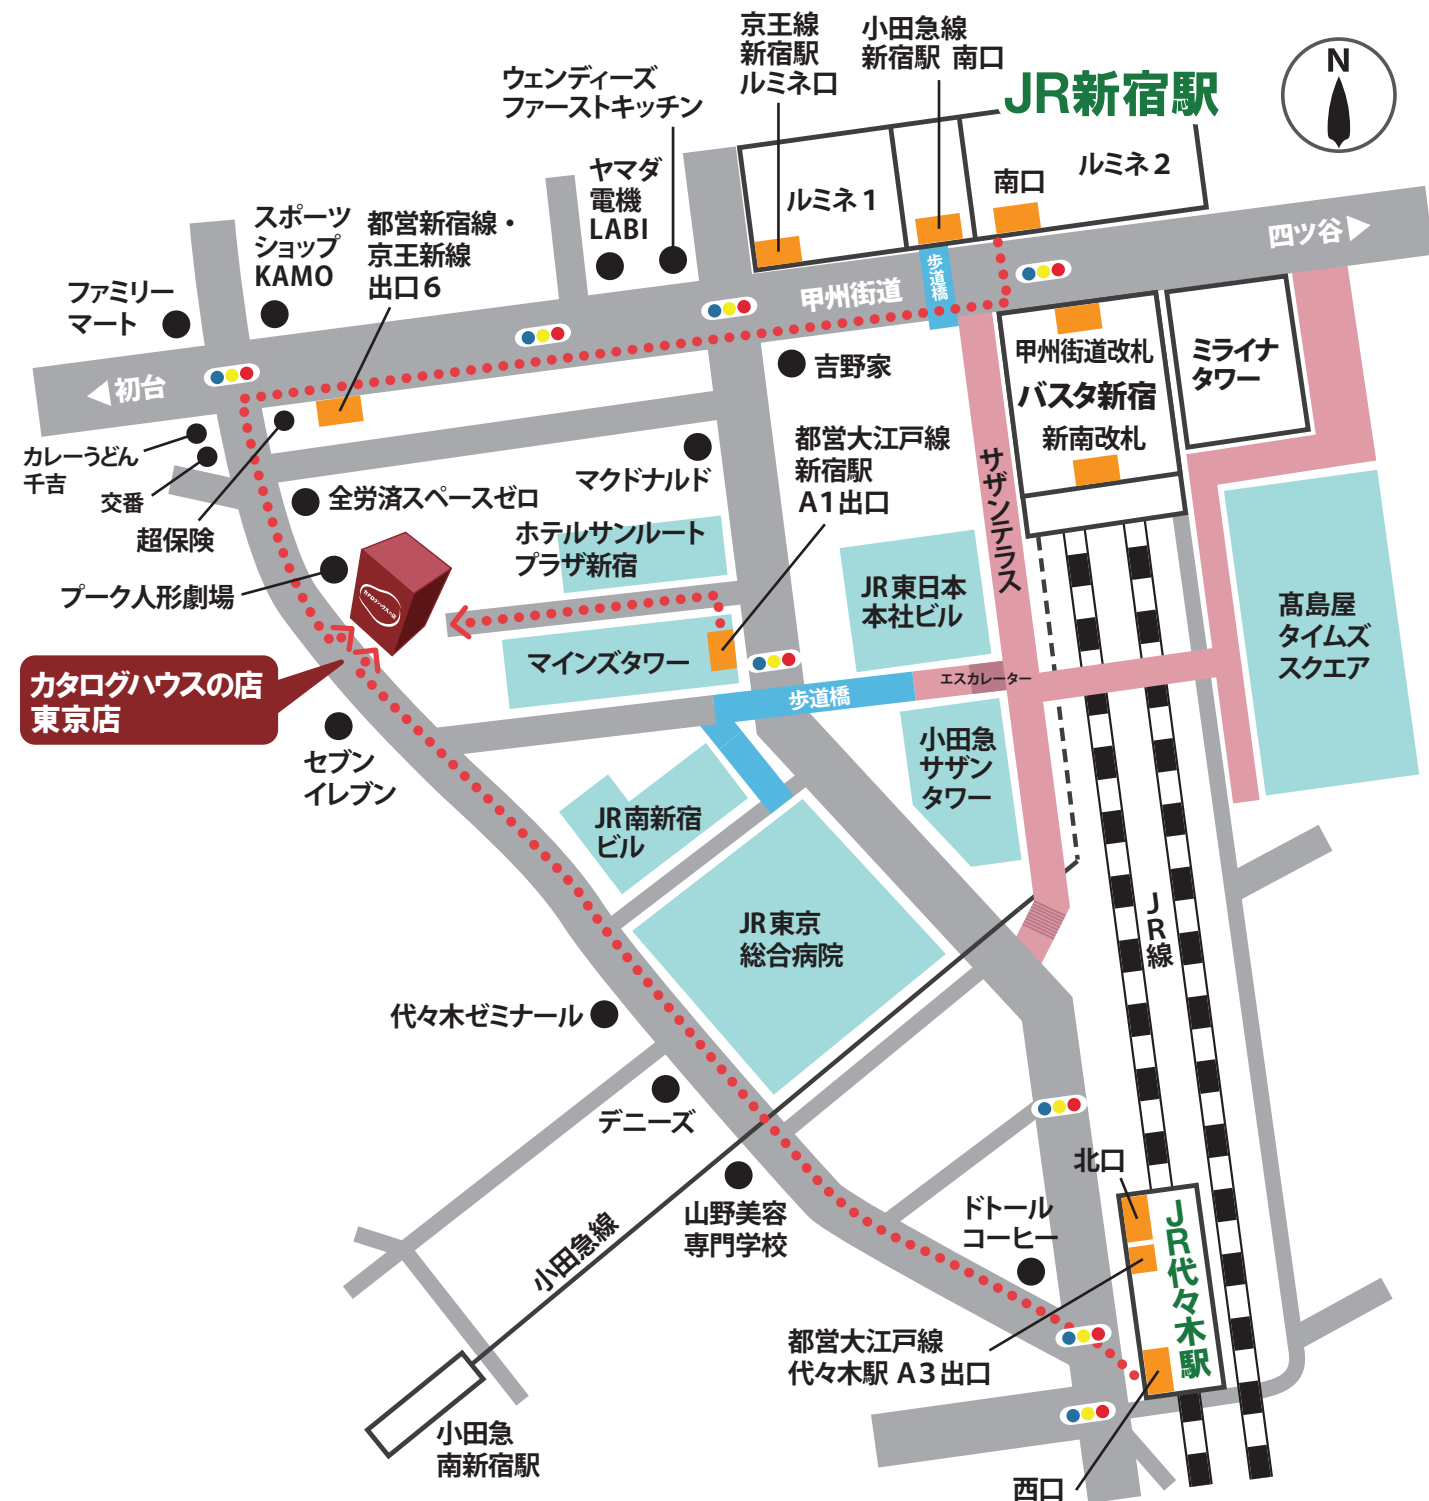 京王線
新宿駅
ルミネ口
小田急線
新宿駅 南口
JR新宿駅
N
ウェンディーズ
ファーストキッチン
ヤマダ
電機
LABI
ルミネ1
南口
ルミネ2
スポーツ
ショップ
KAMO
都営新宿線・
京王新線
出口6
四ツ谷
歩道橋
甲州街道
ファミリー
マート
初台
吉野家
甲州街道改札
バスタ新宿
新南改札
ミライナ
タワー
カレーうどん
千吉
交番
超保険
全労済スペースゼロ
マクドナルド
都営大江戸線
新宿駅
A1出口
サザンテラス
ホテルサンルート
プラザ新宿
プーク人形劇場
カタログハウスの店
JR東日本
本社ビル
髙島屋
タイムズ
スクエア
カタログハウスの店
東京店
マインズタワー
エスカレーター
歩道橋
セブン
イレブン
小田急
サザン
タワー
JR南新宿
ビル
JR東京
総合病院
JR線
代々木ゼミナール
デニーズ
山野美容
専門学校
小田急線
北口
ドトール
コーヒー
JR代々木駅
都営大江戸線
代々木駅 A3出口
小田急
南新宿駅
西口